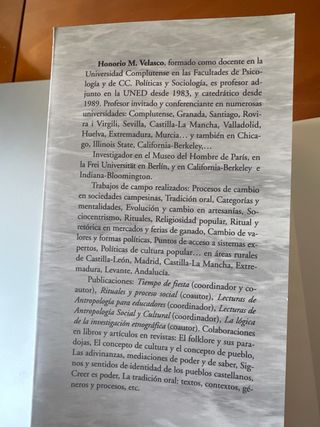 Honorio M. Velasco, formado como docente en la
Universidad Complutense en las Facultades de Psico-
logía y de CC. Políticas y Sociología, es profesor ad-
junto en la UNED desde 1983, y catedrático desde
1989. Profesor invitado y conferenciante en numerosas
universidades: Complutense, Granada, Santiago, Rovi-
ra i Virgili, Sevilla, Castilla-La Mancha, Valladolid,
Huelva, Extremadura, Murcia… y también en Chica-
go, Illinois State, California-Berkeley,…
Investigador en el Museo del Hombre de París, en
la Frei Universität en Berlín, y en California-Berkeley e
Indiana-Bloomington.
Trabajos de campo realizados: Procesos de cambio
en sociedades campesinas, Tradición oral, Categorías y
mentalidades, Evolución y cambio en artesanías, So-
ciocentrismo, Rituales, Religiosidad popular, Ritual y
retórica en mercados y ferias de ganado, Cambio de va-
lores y formas políticas, Puntos de acceso a sistemas ex-
pertos, Políticas de cultura popular… en áreas rurales
de Castilla-León, Madrid, Castilla-La Mancha, Extre-
madura, Levante, Andalucía.
Publicaciones: Tiempo de fiesta (coordinador y co-
autor), Rituales y proceso social (coautor), Lecturas de
Antropología para educadores (coordinador), Lecturas de
Antropología Social y Cultural (coordinador), La lógica
de la investigación etnográfica (coautor). Colaboraciones
en libros y artículos en revistas: El folklore y sus para-
dojas, El concepto de cultura y el concepto de pueblo,
Las adivinanzas, mediaciones de poder y de saber, Sig-
nos y sentidos de identidad de los pueblos castellanos,
Creer es poder, La tradición oral: textos, contextos, gé-
neros y procesos, etc.